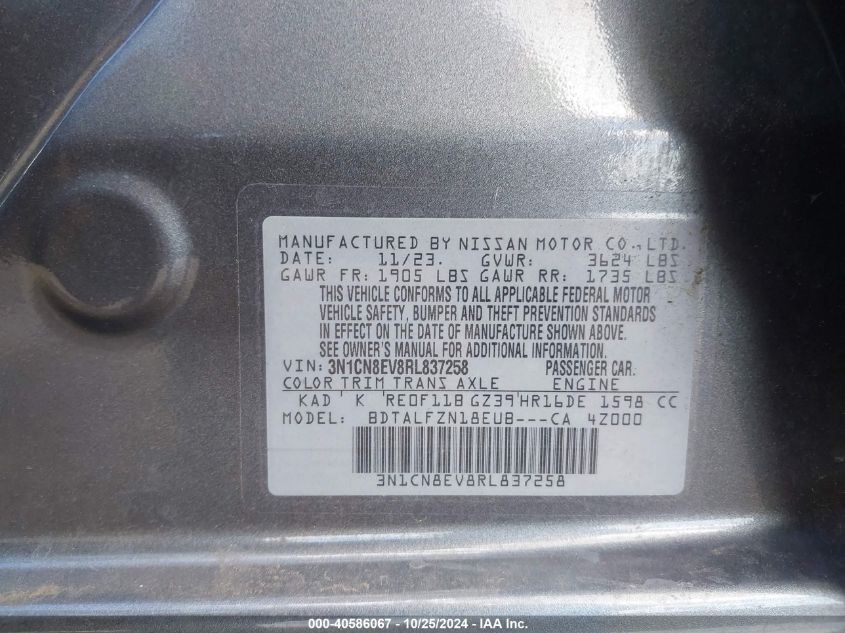 MANUFACTURED BY NISSAN MOTOR CO., LTD.
DATE: 11/23. GVWR: 3624 LBS
GAWR FR: 1905 LBS GAWR RR: 1735 LBS
THIS VEHICLE CONFORMS TO ALL APPLICABLE FEDERAL MOTOR
VEHICLE SAFETY, BUMPER AND THEFT PREVENTION STANDARDS
IN EFFECT ON THE DATE OF MANUFACTURE SHOWN ABOVE.
SEE OWNER'S MANUAL FOR ADDITIONAL INFORMATION.
VIN: 3N1CN8EV8RL837258 PASSENGER CAR.
COLOR TRIM TRANS AXLE ENGINE
KAD K RE0F11B GZ39 HR16DE 1598 CC
MODEL: BDTALFZN18EUB---CA 4Z000
3N1CN8EV8RL837258
000-40586067 - 10/25/2024 - IAA Inc.